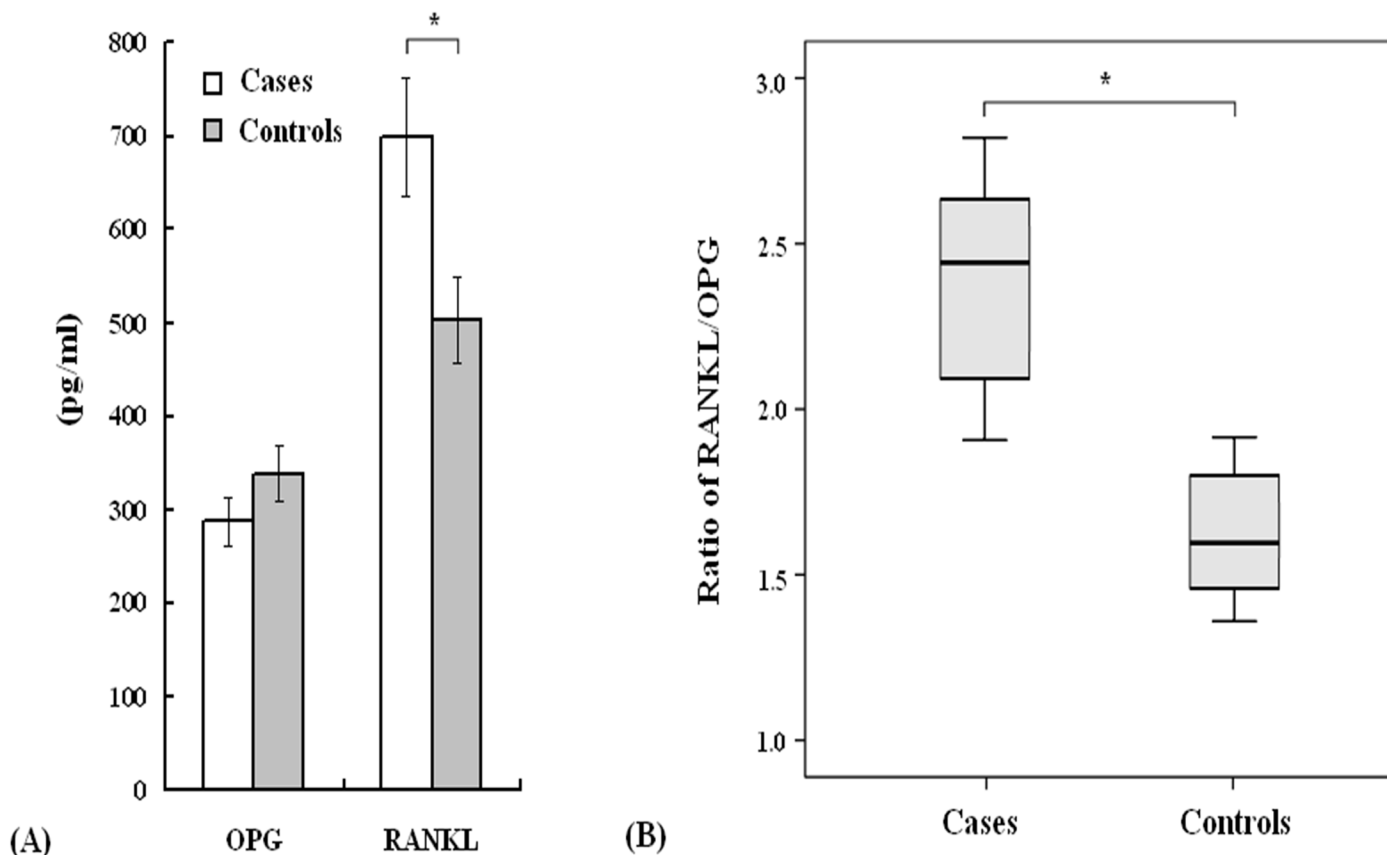 *
800
700
600
500
400
300
200
100
0
(pg/ml)
Cases
Controls
OPG
RANKL
(A)
*
3.0
2.5
2.0
1.5
1.0
Ratio of RANKL/OPG
Cases
Controls
(B)